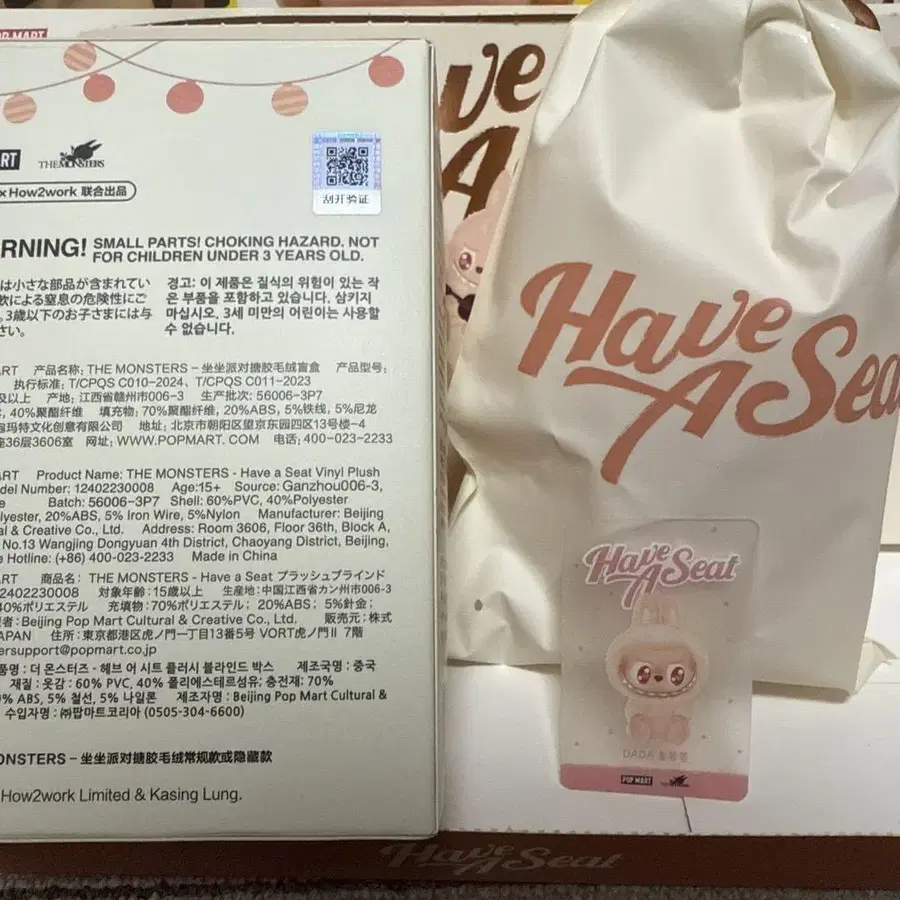 POP MART
ART THE MONSTERS
x How2work 联合出品
刮开验证
RNING! SMALL PARTS! CHOKING HAZARD. NOT
FOR CHILDREN UNDER 3 YEARS OLD.
は小さな部品が含まれてい
飲による窒息の危険性にご
。3歳以下のお子さまには与
さい。
경고: 이 제품은 질식의 위험이 있는 작
은 부품을 포함하고 있습니다. 삼키지
마십시오. 3세 미만의 어린이는 사용할
수 없습니다.
ART 产品名称: THE MONSTERS – 坐坐派对搪胶毛绒盲盒 产品型号:
执行标准: T/CPQS C010–2024、T/CPQS C011–2023
及以上 产地: 江西省赣州市006–3 生产批次: 56006–3P7
, 40%聚酯纤维 填充物: 70%聚酯纤维, 20%ABS, 5%铁线, 5%尼龙
泡玛特文化创意有限公司 地址: 北京市朝阳区望京东园四区13号楼–4
座36层3606室 网址: WWW.POPMART.COM 电话: 400–023–2233
ART Product Name: THE MONSTERS - Have a Seat Vinyl Plush
del Number: 12402230008 Age:15+ Source: Ganzhou006-3,
e Batch: 56006-3P7 Shell: 60%PVC, 40%Polyester
lyester, 20%ABS, 5% Iron Wire, 5%Nylon Manufacturer: Beijing
al & Creative Co., Ltd. Address: Room 3606, Floor 36th, Block A,
No.13 Wangjing Dongyuan 4th District, Chaoyang District, Beijing,
e Hotline: (+86) 400-023-2233 Made in China
ART 商品名: THE MONSTERS - Have a Seat プラッシュブラインド
2402230008 対象年齢:15歳以上 生産地:中国江西省カン州市006-3
40%ポリエステル 充填物:70%ポリエステル; 20%ABS; 5%針金;
者: Beijing Pop Mart Cultural & Creative Co., Ltd. 販売元:株式
APAN 住所:東京都港区虎ノ門一丁目13番5号 VORT虎ノ門II 7階
ersupport@popmart.co.jp
품명 : 더 몬스터즈 - 헤브 어 시트 플러시 블라인드 박스 제조국명 : 중국
재질 : 옷감 : 60% PVC, 40% 폴리에스테르섬유; 충전재: 70%
% ABS, 5% 철선, 5% 나일론 제조자명 : Beijing Pop Mart Cultural &
수입자명 : ㈜팝마트코리아 (0505-304-6600)
ONSTERS – 坐坐派对搪胶毛绒常规款或隐藏款
How2work Limited & Kasing Lung.
ve
A
Have
A Sea
Have
A Seat
DADA
POP MART
Have A Seat